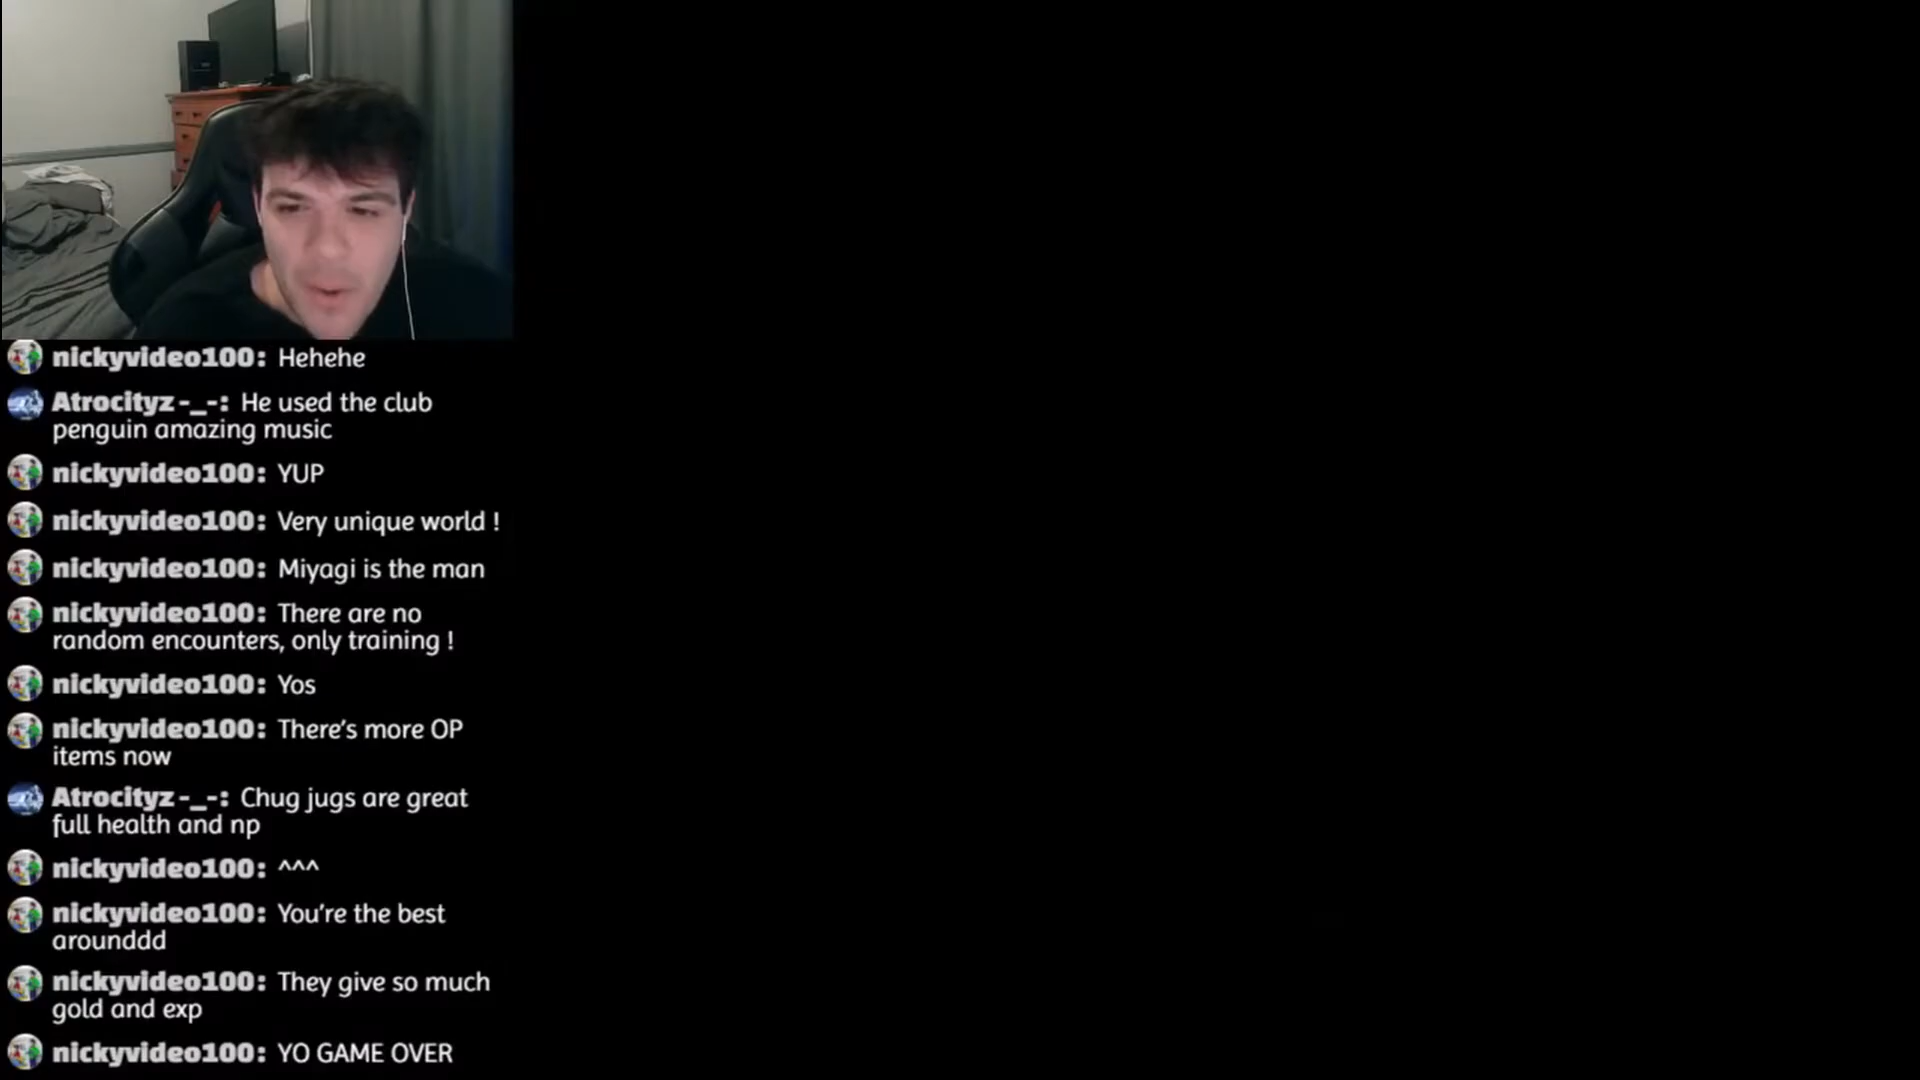 nickyvideo100: Hehehe
Atrocityz-_-: He used the club
penguin amazing music
nickyvideo100: YUP
nickyvideo100: Very unique world !
nickyvideo100: Miyagi is the man
nickyvideo100: There are no
random encounters, only training !
nickyvideo100: Yos
nickyvideo100: There's more OP
items now
Atrocityz-_-: Chug jugs are great
full health and np
nickyvideo100: ^^^
nickyvideo100: You're the best
arounddd
nickyvideo100: They give so much
gold and exp
nickyvideo100: YO GAME OVER